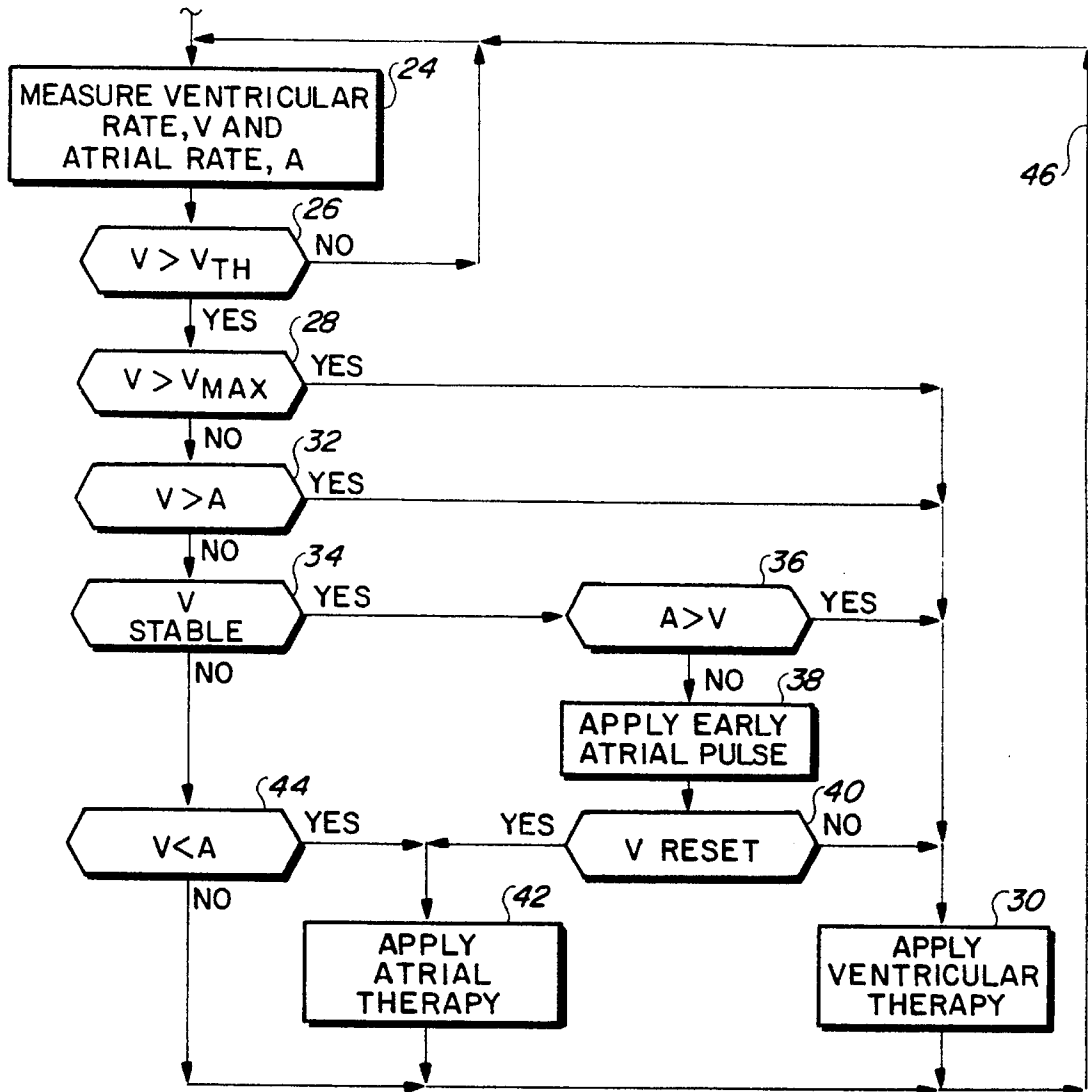 24
MEASURE VENTRICULAR
RATE, V AND
ATRIAL RATE, A
46
26
V > V_TH
NO
YES
28
V > V_MAX
YES
NO
32
V > A
YES
NO
34
V
STABLE
YES
NO
36
A > V
YES
NO
38
APPLY EARLY
ATRIAL PULSE
44
V < A
YES
NO
40
V RESET
YES
NO
42
APPLY
ATRIAL
THERAPY
30
APPLY
VENTRICULAR
THERAPY